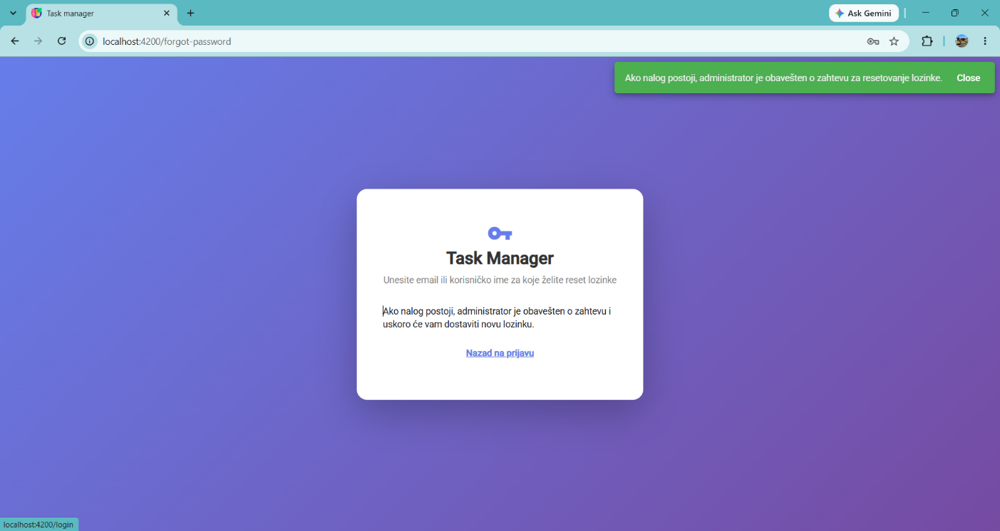 Task manager
Ask Gemini
localhost:4200/forgot-password
Ako nalog postoji, administrator je obavešten o zahtevu za resetovanje lozinke. Close
Task Manager
Unesite email ili korisničko ime za koje želite reset lozinke
Ako nalog postoji, administrator je obavešten o zahtevu i
uskoro će vam dostaviti novu lozinku.
Nazad na prijavu
localhost:4200/login